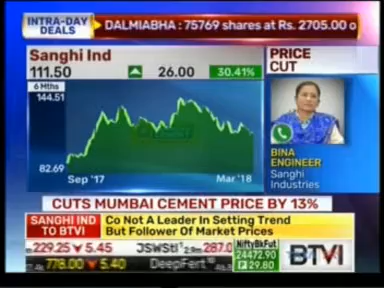 INTRA-DAY DEALS
DALMIABHA : 75769 shares at Rs. 2705.00 o
Sanghi Ind
111.50 26.00 30.41%
6 Mths
144.51
82.69
Sep '17 Mar '18
PRICE CUT
BINA ENGINEER
Sanghi Industries
CUTS MUMBAI CEMENT PRICE BY 13%
SANGHI IND TO BTVI
Co Not A Leader In Setting Trend
But Follower Of Market Prices
229.25 5.45 JSWStl 2.9m 287.0
778.00 5.40 DeepFert
NiftyBkFut
24472.90
29.80
BTVI